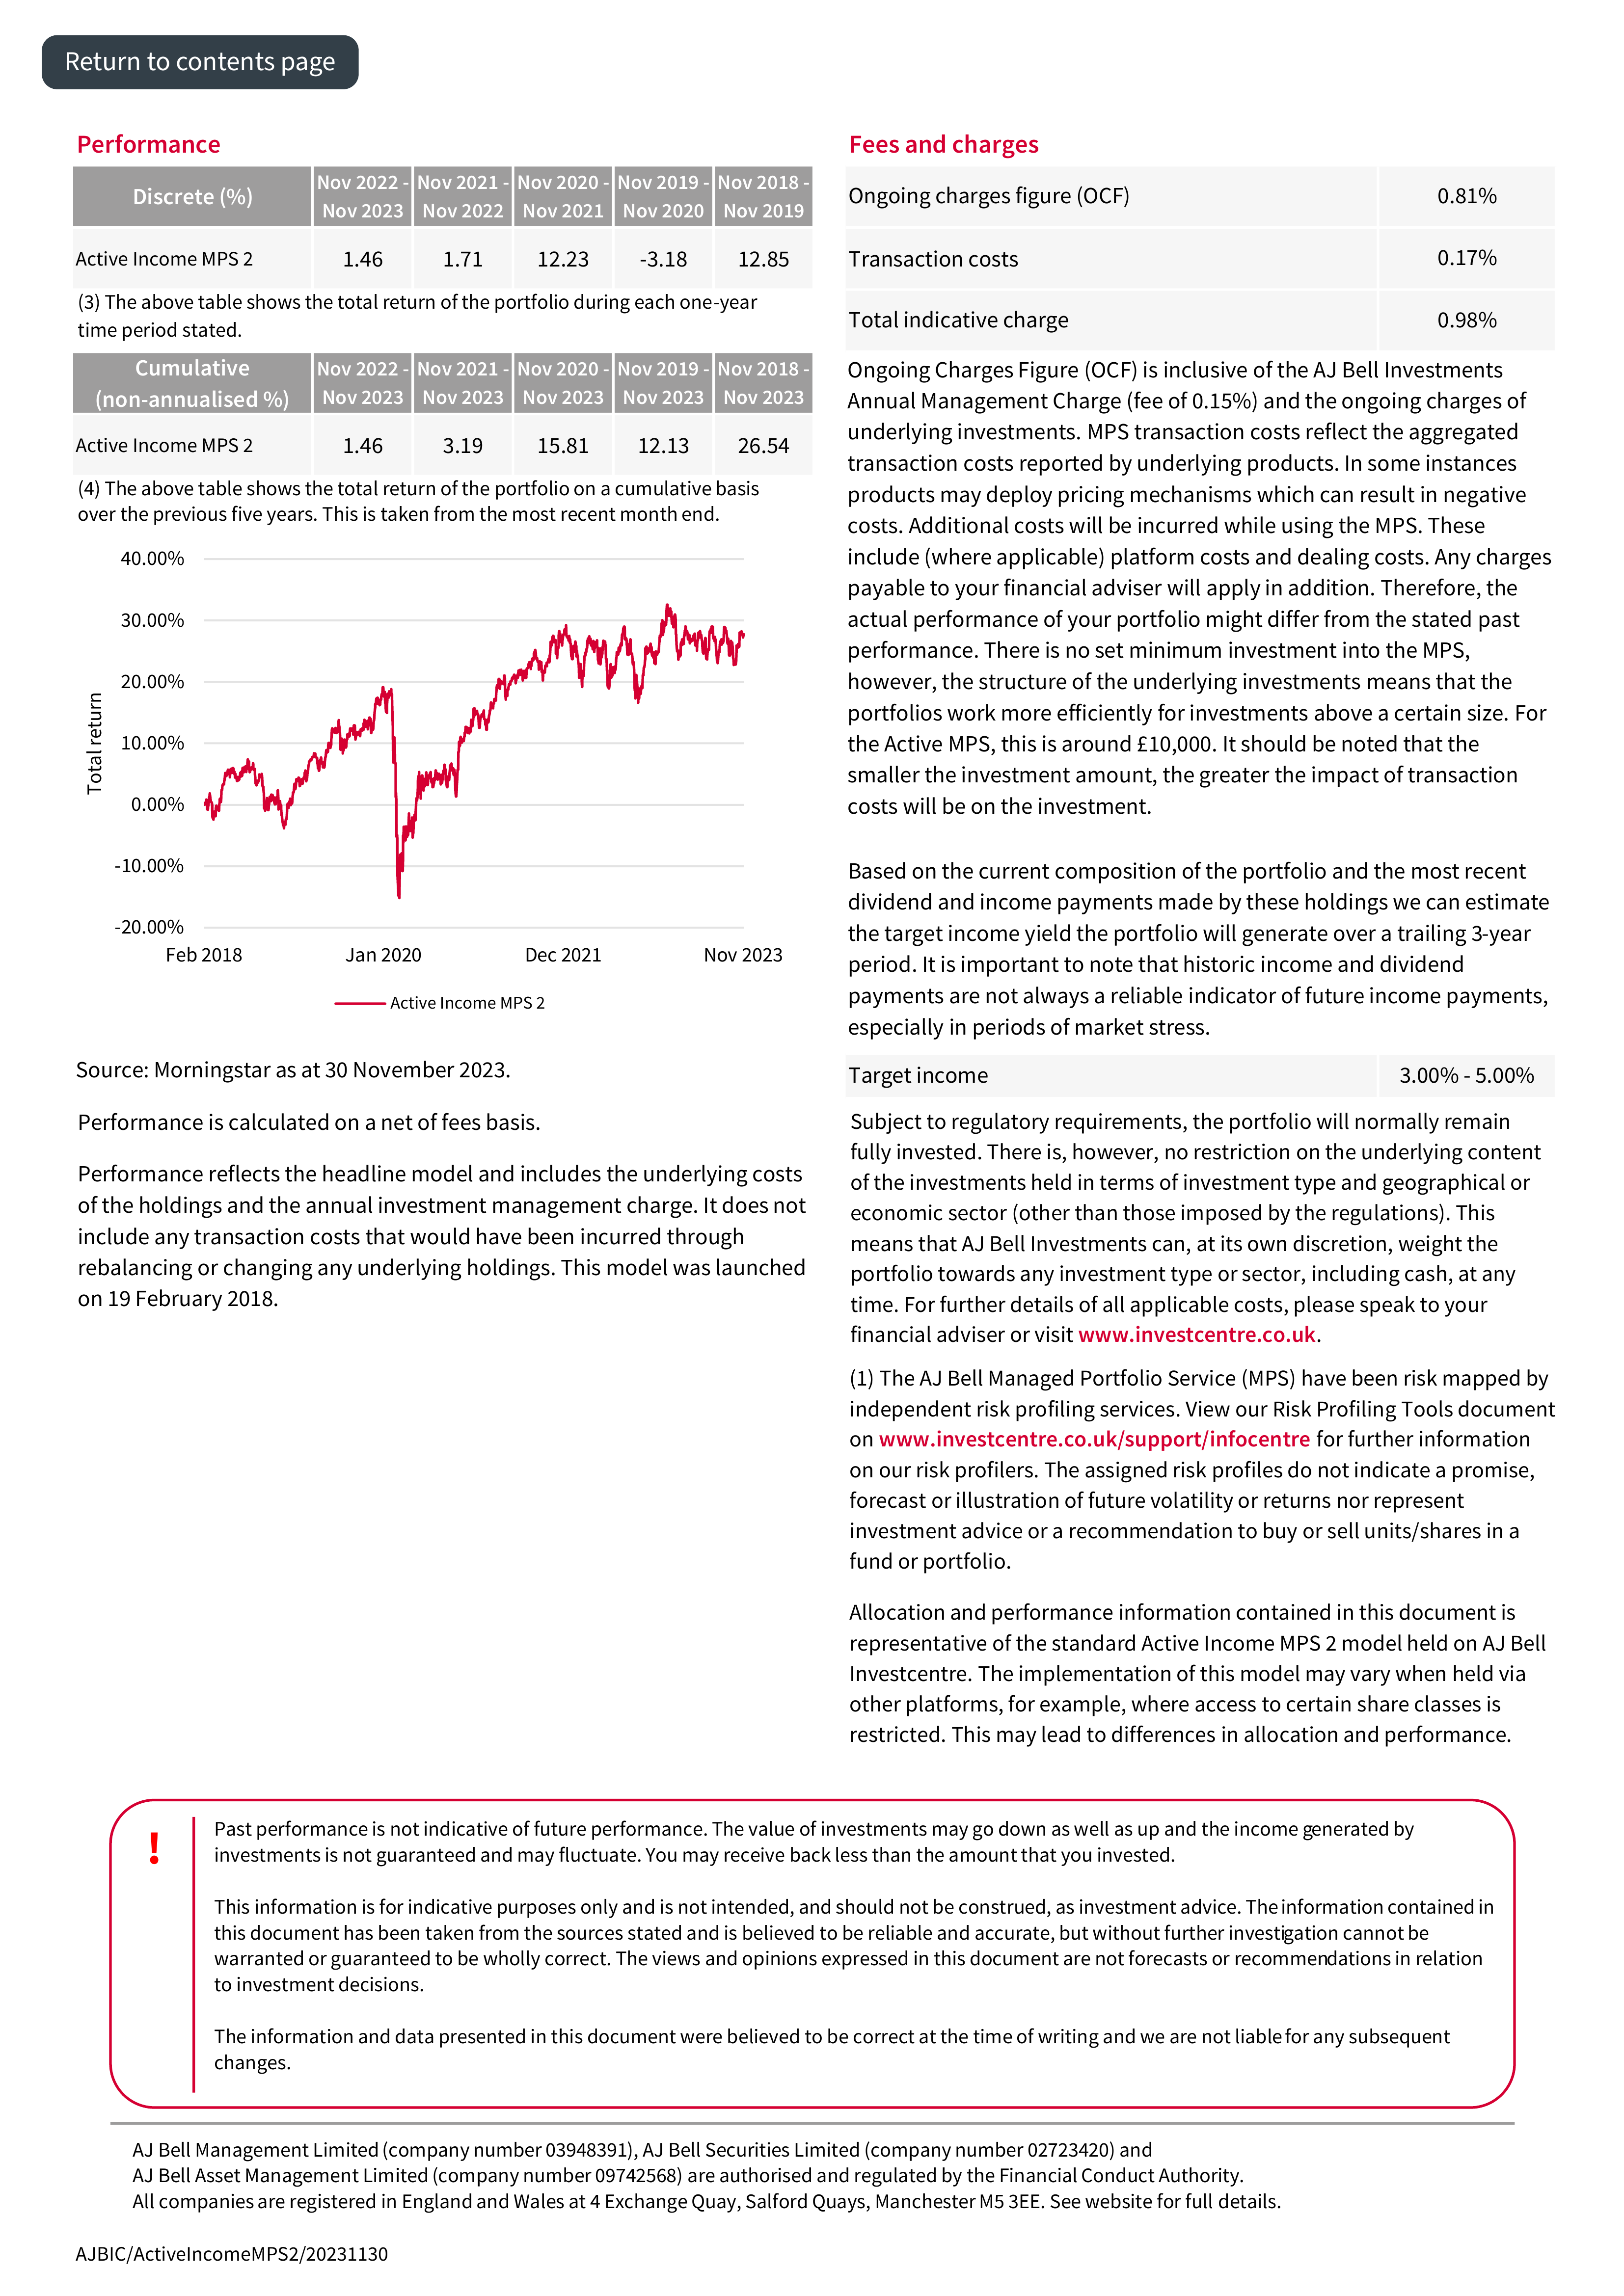 Return to contents page
Performance
Discrete (%)
Nov 2022 - Nov 2021 - Nov 2020 - Nov 2019 - Nov 2018 -
Nov 2023 Nov 2022 Nov 2021 Nov 2020 Nov 2019
Active Income MPS 2 1.46 1.71 12.23 -3.18 12.85
(3) The above table shows the total return of the portfolio during each one-year
time period stated.
Cumulative
(non-annualised %)
Nov 2022 - Nov 2021 - Nov 2020 - Nov 2019 - Nov 2018 -
Nov 2023 Nov 2023 Nov 2023 Nov 2023 Nov 2023
Active Income MPS 2 1.46 3.19 15.81 12.13 26.54
(4) The above table shows the total return of the portfolio on a cumulative basis
over the previous five years. This is taken from the most recent month end.
Total return
40.00%
30.00%
20.00%
10.00%
0.00%
-10.00%
-20.00%
Feb 2018 Jan 2020 Dec 2021 Nov 2023
Active Income MPS 2
Source: Morningstar as at 30 November 2023.
Performance is calculated on a net of fees basis.
Performance reflects the headline model and includes the underlying costs
of the holdings and the annual investment management charge. It does not
include any transaction costs that would have been incurred through
rebalancing or changing any underlying holdings. This model was launched
on 19 February 2018.
Fees and charges
Ongoing charges figure (OCF) 0.81%
Transaction costs 0.17%
Total indicative charge 0.98%
Ongoing Charges Figure (OCF) is inclusive of the AJ Bell Investments
Annual Management Charge (fee of 0.15%) and the ongoing charges of
underlying investments. MPS transaction costs reflect the aggregated
transaction costs reported by underlying products. In some instances
products may deploy pricing mechanisms which can result in negative
costs. Additional costs will be incurred while using the MPS. These
include (where applicable) platform costs and dealing costs. Any charges
payable to your financial adviser will apply in addition. Therefore, the
actual performance of your portfolio might differ from the stated past
performance. There is no set minimum investment into the MPS,
however, the structure of the underlying investments means that the
portfolios work more efficiently for investments above a certain size. For
the Active MPS, this is around £10,000. It should be noted that the
smaller the investment amount, the greater the impact of transaction
costs will be on the investment.
Based on the current composition of the portfolio and the most recent
dividend and income payments made by these holdings we can estimate
the target income yield the portfolio will generate over a trailing 3-year
period. It is important to note that historic income and dividend
payments are not always a reliable indicator of future income payments,
especially in periods of market stress.
Target income 3.00% - 5.00%
Subject to regulatory requirements, the portfolio will normally remain
fully invested. There is, however, no restriction on the underlying content
of the investments held in terms of investment type and geographical or
economic sector (other than those imposed by the regulations). This
means that AJ Bell Investments can, at its own discretion, weight the
portfolio towards any investment type or sector, including cash, at any
time. For further details of all applicable costs, please speak to your
financial adviser or visit www.investcentre.co.uk.
(1) The AJ Bell Managed Portfolio Service (MPS) have been risk mapped by
independent risk profiling services. View our Risk Profiling Tools document
on www.investcentre.co.uk/support/infocentre for further information
on our risk profilers. The assigned risk profiles do not indicate a promise,
forecast or illustration of future volatility or returns nor represent
investment advice or a recommendation to buy or sell units/shares in a
fund or portfolio.
Allocation and performance information contained in this document is
representative of the standard Active Income MPS 2 model held on AJ Bell
Investcentre. The implementation of this model may vary when held via
other platforms, for example, where access to certain share classes is
restricted. This may lead to differences in allocation and performance.
!
Past performance is not indicative of future performance. The value of investments may go down as well as up and the income generated by
investments is not guaranteed and may fluctuate. You may receive back less than the amount that you invested.
This information is for indicative purposes only and is not intended, and should not be construed, as investment advice. The information contained in
this document has been taken from the sources stated and is believed to be reliable and accurate, but without further investigation cannot be
warranted or guaranteed to be wholly correct. The views and opinions expressed in this document are not forecasts or recommendations in relation
to investment decisions.
The information and data presented in this document were believed to be correct at the time of writing and we are not liable for any subsequent
changes.
AJ Bell Management Limited (company number 03948391), AJ Bell Securities Limited (company number 02723420) and
AJ Bell Asset Management Limited (company number 09742568) are authorised and regulated by the Financial Conduct Authority.
All companies are registered in England and Wales at 4 Exchange Quay, Salford Quays, Manchester M5 3EE. See website for full details.
AJBIC/ActiveIncomeMPS2/20231130